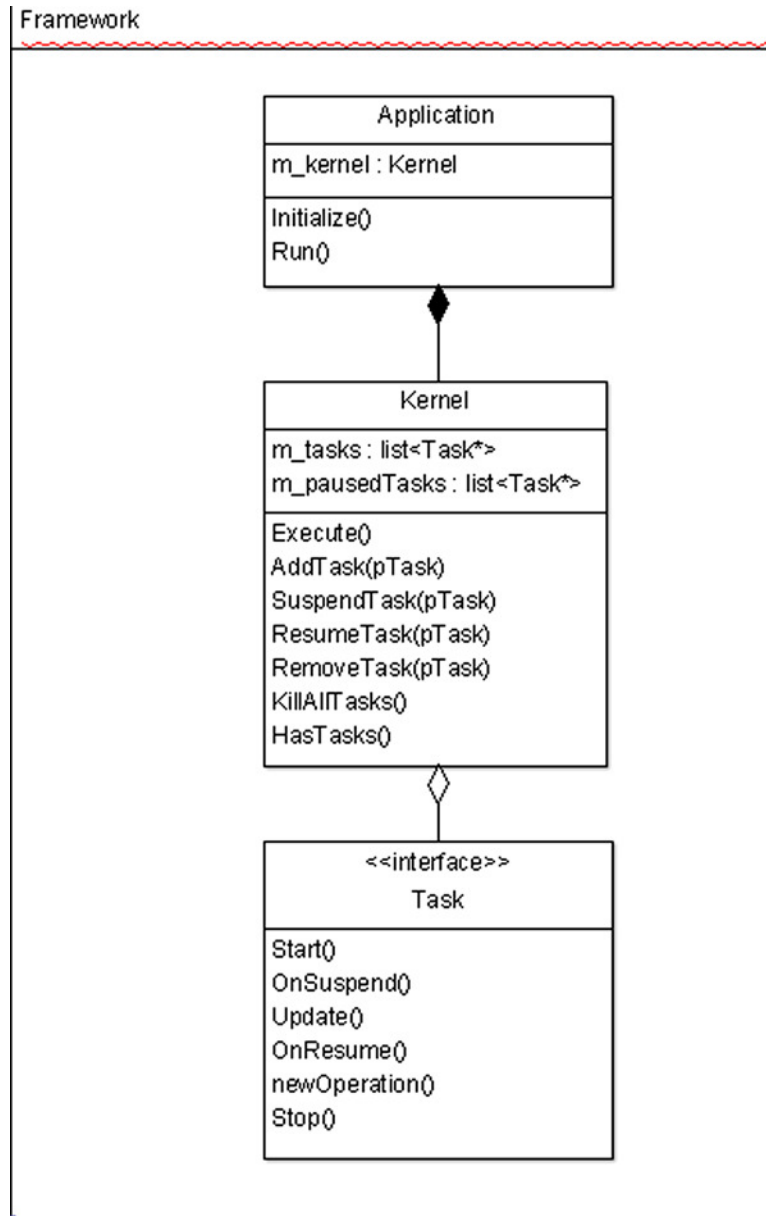 Framework
Application
m_kernel : Kernel
Initialize()
Run()
Kernel
m_tasks : list<Task*>
m_pausedTasks : list<Task*>
Execute()
AddTask(pTask)
SuspendTask(pTask)
ResumeTask(pTask)
RemoveTask(pTask)
KillAllTasks()
HasTasks()
<<interface>>
Task
Start()
OnSuspend()
Update()
OnResume()
newOperation()
Stop()